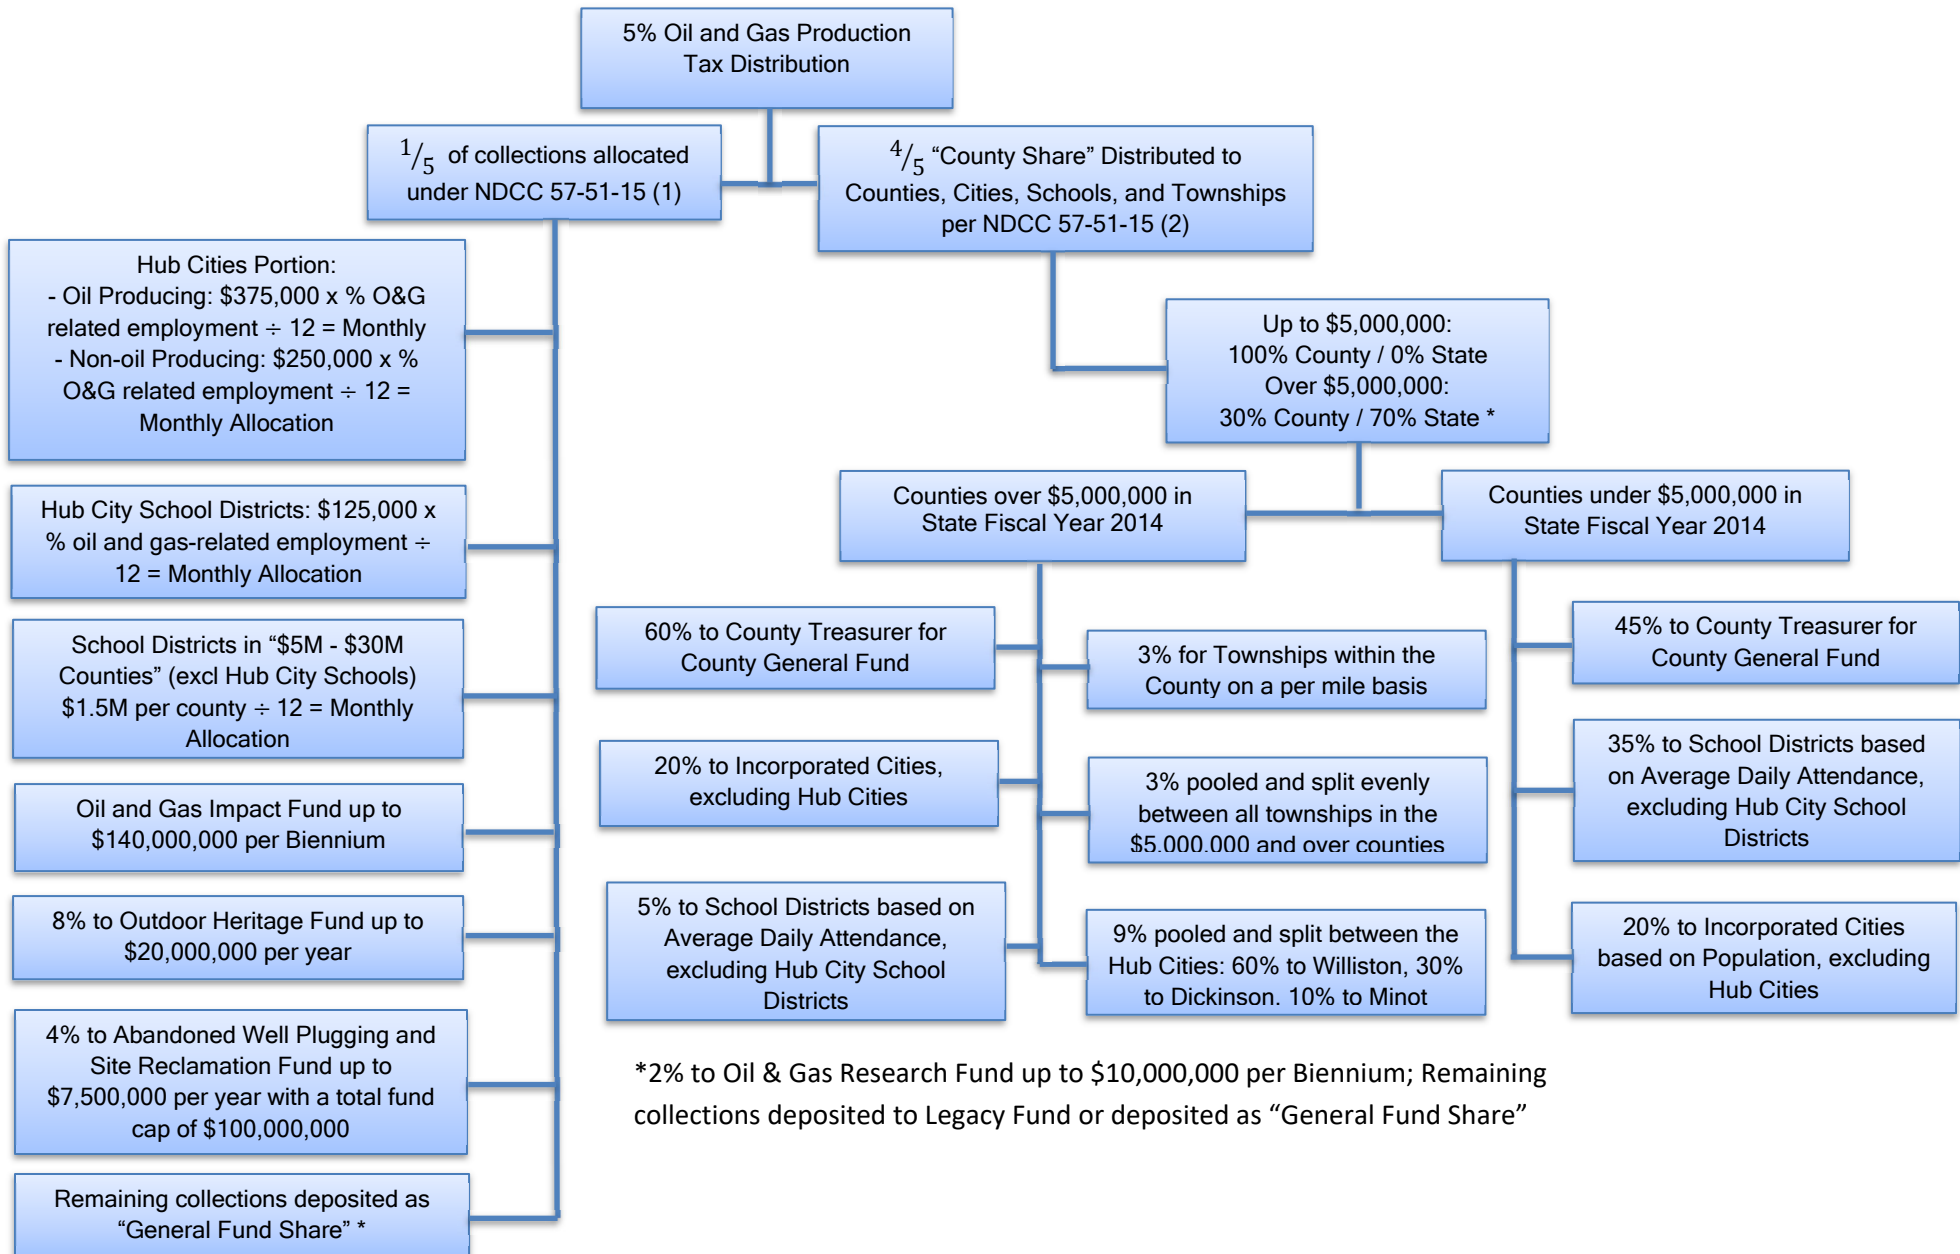 5% Oil and Gas Production
Tax Distribution
1/5 of collections allocated
under NDCC 57-51-15 (1)
4/5 “County Share” Distributed to
Counties, Cities, Schools, and Townships
per NDCC 57-51-15 (2)
Hub Cities Portion:
- Oil Producing: $375,000 x % O&G
related employment ÷ 12 = Monthly
- Non-oil Producing: $250,000 x %
O&G related employment ÷ 12 =
Monthly Allocation
Hub City School Districts: $125,000 x
% oil and gas-related employment ÷
12 = Monthly Allocation
School Districts in “$5M - $30M
Counties” (excl Hub City Schools)
$1.5M per county ÷ 12 = Monthly
Allocation
Oil and Gas Impact Fund up to
$140,000,000 per Biennium
8% to Outdoor Heritage Fund up to
$20,000,000 per year
4% to Abandoned Well Plugging and
Site Reclamation Fund up to
$7,500,000 per year with a total fund
cap of $100,000,000
Remaining collections deposited as
“General Fund Share” *
Up to $5,000,000:
100% County / 0% State
Over $5,000,000:
30% County / 70% State *
Counties over $5,000,000 in
State Fiscal Year 2014
Counties under $5,000,000 in
State Fiscal Year 2014
60% to County Treasurer for
County General Fund
3% for Townships within the
County on a per mile basis
20% to Incorporated Cities,
excluding Hub Cities
3% pooled and split evenly
between all townships in the
$5,000,000 and over counties
5% to School Districts based on
Average Daily Attendance,
excluding Hub City School
Districts
9% pooled and split between the
Hub Cities: 60% to Williston, 30%
to Dickinson. 10% to Minot
45% to County Treasurer for
County General Fund
35% to School Districts based
on Average Daily Attendance,
excluding Hub City School
Districts
20% to Incorporated Cities
based on Population, excluding
Hub Cities
*2% to Oil & Gas Research Fund up to $10,000,000 per Biennium; Remaining
collections deposited to Legacy Fund or deposited as “General Fund Share”